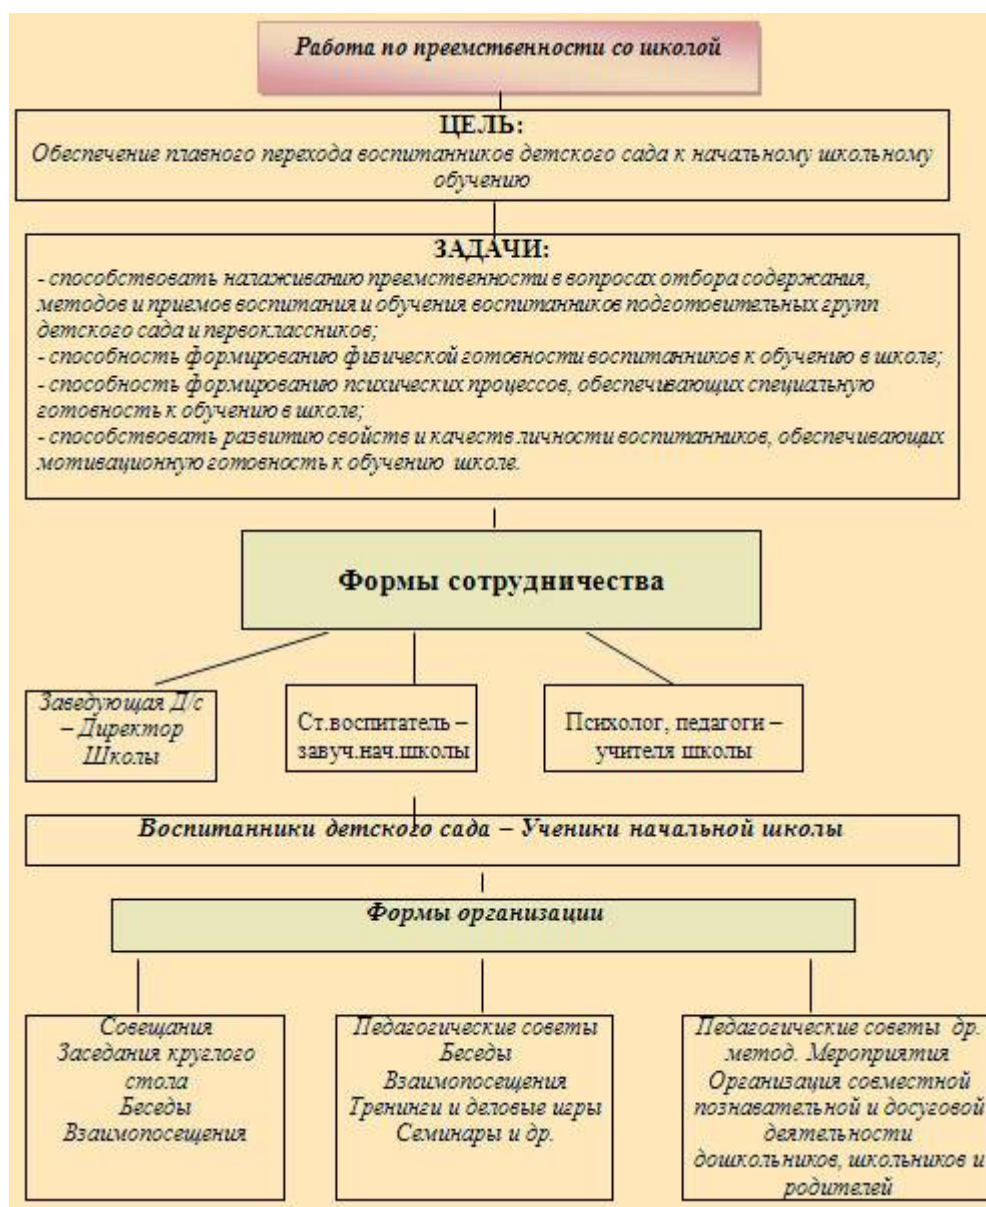 Работа по преемственности со школой
ЦЕЛЬ:
Обеспечение плавного перехода воспитанников детского сада к начальному школьному
обучению
ЗАДАЧИ:
- способствовать налаживанию преемственности в вопросах отбора содержания,
методов и приемов воспитания и обучения воспитанников подготовительных групп
детского сада и первоклассников;
- способность формированию физической готовности воспитанников к обучению в школе;
- способность формированию психических процессов, обеспечивающих специальную
готовность к обучению в школе;
- способствовать развитию свойств и качеств личности воспитанников, обеспечивающих
мотивационную готовность к обучению школе.
Формы сотрудничества
Заведующая Д/с
– Директор
Школы
Ст.воспитатель –
завуч.нач.школы
Психолог, педагоги –
учителя школы
Воспитанники детского сада – Ученики начальной школы
Формы организации
Совещания
Заседания круглого
стола
Беседы
Взаимопосещения
Педагогические советы
Беседы
Взаимопосещения
Тренинги и деловые игры
Семинары и др.
Педагогические советы др.
метод. Мероприятия
Организация совместной
познавательной и досуговой
деятельности
дошкольников, школьников и
родителей